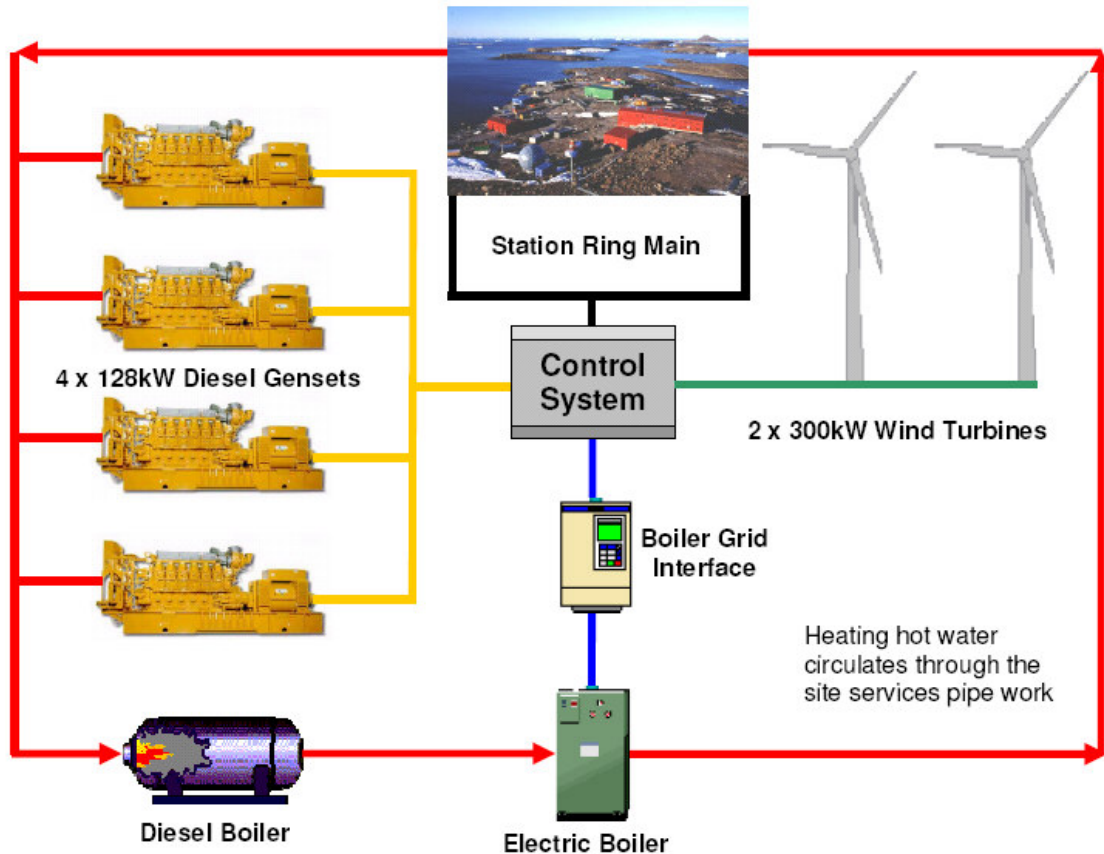 Station Ring Main
Control
System
4 x 128kW Diesel Gensets
2 x 300kW Wind Turbines
Boiler Grid
Interface
Heating hot water
circulates through the
site services pipe work
Diesel Boiler
Electric Boiler